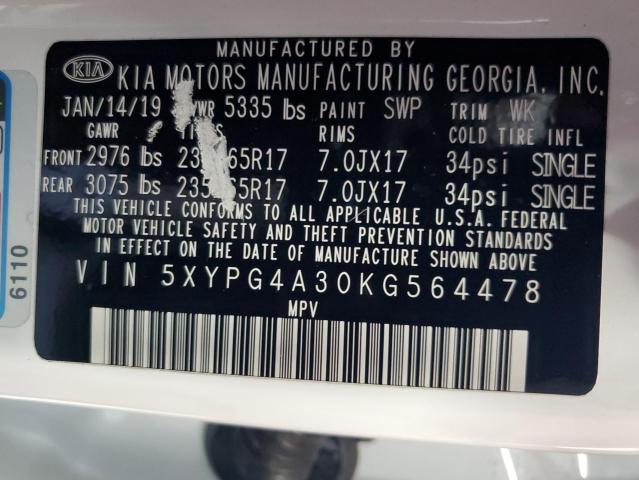 MANUFACTURED BY
KIA KIA MOTORS MANUFACTURING GEORGIA, INC.
JAN/14/19 5335 lbs PAINT SWP TRIM WK
GAWR RIMS COLD TIRE INFL
FRONT 2976 lbs 7.0JX17 34psi SINGLE
REAR 3075 lbs 7.0JX17 34psi SINGLE
THIS VEHICLE CONFORMS TO ALL APPLICABLE U.S.A. FEDERAL
MOTOR VEHICLE SAFETY AND THEFT PREVENTION STANDARDS
IN EFFECT ON THE DATE OF MANUFACTURE SHOWN ABOVE.
VIN 5XYPG4A30KG564478
MPV
6110